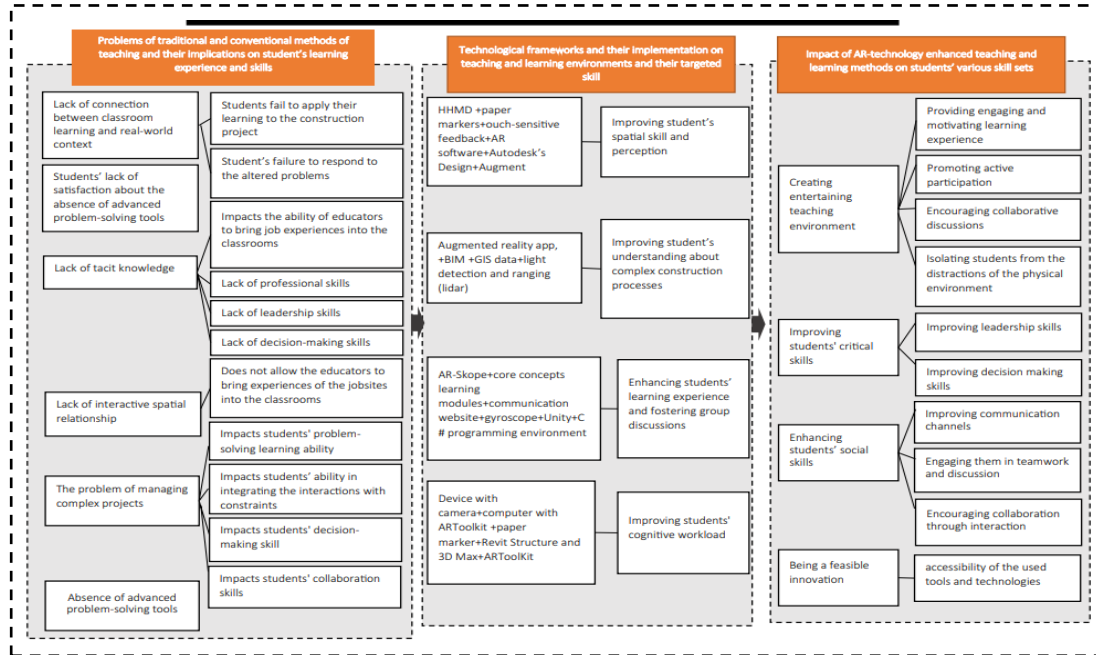 Problems of traditional and conventional methods of
teaching and their implications on student's learning
experience and skills
Lack of connection
between classroom
learning and real-world
context
Students fail to apply their
learning to the construction
project
Student's failure to respond to
the altered problems
Students' lack of
satisfaction about the
absence of advanced
problem-solving tools
Lack of tacit knowledge
Impacts the ability of educators
to bring job experiences into the
classrooms
Lack of professional skills
Lack of leadership skills
Lack of decision-making skills
Lack of interactive spatial
relationship
Does not allow the educators to
bring experiences of the jobsites
into the classrooms
The problem of managing
complex projects
Impacts students' problem-
solving learning ability
Impacts students' ability in
integrating the interactions with
constraints
Impacts students' decision-
making skill
Impacts students' collaboration
skills
Absence of advanced
problem-solving tools
Technological frameworks and their implementation on
teaching and learning environments and their targeted
skill
HHMD +paper
markers+ouch-sensitive
feedback+AR
software+Autodesk's
Design+Augment
Improving student's
spatial skill and
perception
Augmented reality app,
+BIM +GIS data+light
detection and ranging
(lidar)
Improving student's
understanding about
complex construction
processes
AR-Skope+core concepts
learning
modules+communication
website+gyroscope+Unity+C
# programming environment
Enhancing students'
learning experience
and fostering group
discussions
Device with
camera+computer with
ARToolkit +paper
marker+Revit Structure and
3D Max+ARToolKit
Improving students'
cognitive workload
Impact of AR-technology enhanced teaching and
learning methods on students' various skill sets
Creating
entertaining
teaching
environment
Providing engaging and
motivating learning
experience
Promoting active
participation
Encouraging collaborative
discussions
Isolating students from the
distractions of the physical
environment
Improving
students' critical
skills
Improving leadership skills
Improving decision making
skills
Enhancing
students' social
skills
Improving communication
channels
Engaging them in teamwork
and discussion
Encouraging collaboration
through interaction
Being a feasible
innovation
accessibility of the used
tools and technologies